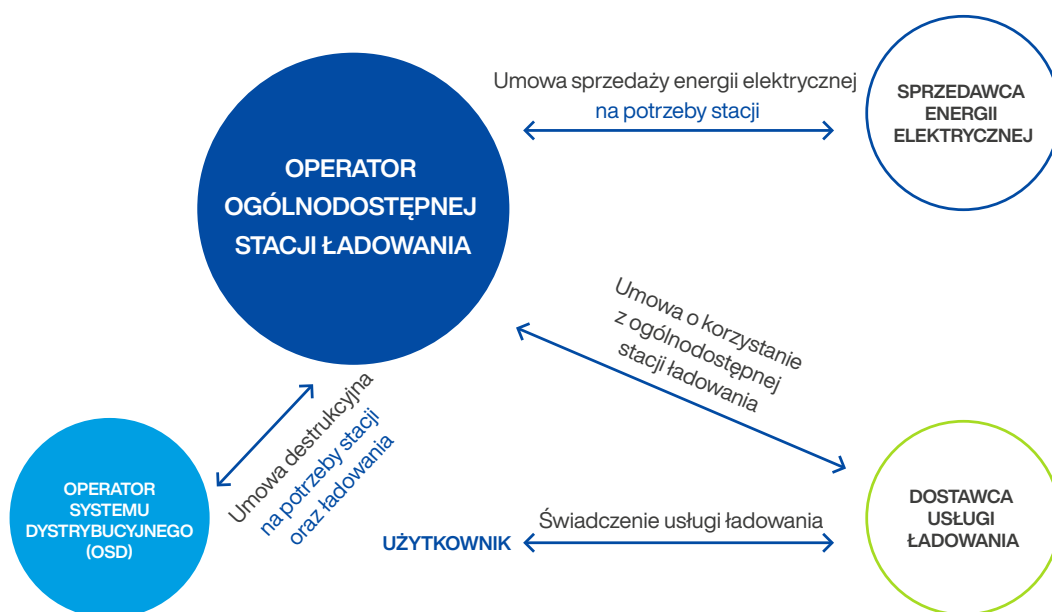 Umowa sprzedaży energii elektrycznej
na potrzeby stacji
SPRZEDAWCA
ENERGII
ELEKTRYCZNEJ
OPERATOR
OGÓLNODOSTĘPNEJ
STACJI ŁADOWANIA
Umowa o korzystanie
z ogólnodostępnej
stacji ładowania
Umowa destrukcyjna
na potrzeby stacji
oraz ładowania
OPERATOR
SYSTEMU
DYSTRYBUCYJNEGO
(OSD)
UŻYTKOWNIK
Świadczenie usługi ładowania
DOSTAWCA
USŁUGI
ŁADOWANIA